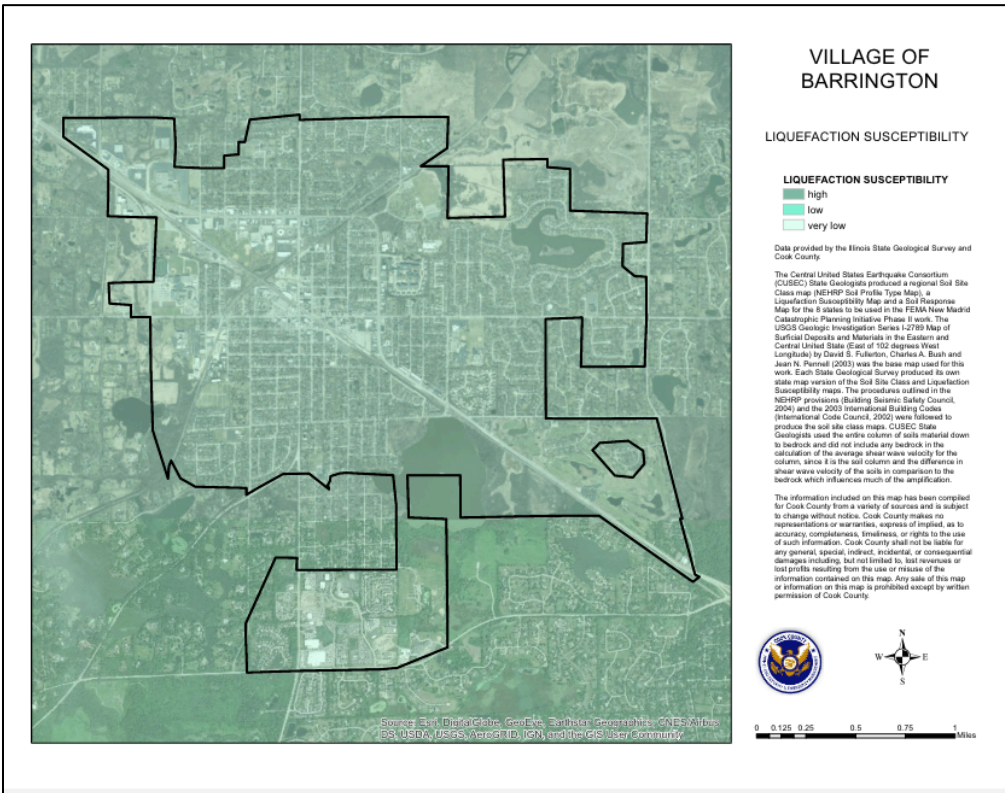 VILLAGE OF
BARRINGTON
LIQUEFACTION SUSCEPTIBILITY
LIQUEFACTION SUSCEPTIBILITY
high
low
very low
Data provided by the Illinois State Geological Survey and
Cook County.
The Central United States Earthquake Consortium
(CUSEC) State Geologists produced a regional Soil Site
Class map (NEHRP Soil Profile Type Map), a
Liquefaction Susceptibility Map and a Soil Response
Map for the 8 states to be used in the FEMA New Madrid
Catastrophic Planning Initiative Phase II work. The
USGS Geologic Investigation Series I-2789 Map of
Surficial Deposits and Materials in the Eastern and
Central United State (East of 102 degrees West
Longitude) by David S. Fullerton, Charles A. Bush and
Jean N. Pennell (2003) was the base map used for this
work. Each State Geological Survey produced its own
state map version of the Soil Site Class and Liquefaction
Susceptibility maps. The procedures outlined in the
NEHRP provisions (Building Seismic Safety Council,
2004) and the 2003 International Building Codes
(International Code Council, 2002) were followed to
produce the soil site class maps. CUSEC State
Geologists used the entire column of soils material down
to bedrock and did not include any bedrock in the
calculation of the average shear wave velocity for the
column, since it is the soil column and the difference in
shear wave velocity of the soils in comparison to the
bedrock which influences much of the amplification.
The information included on this map has been compiled
for Cook County from a variety of sources and is subject
to change without notice. Cook County makes no
representations or warranties, express of implied, as to
accuracy, completeness, timeliness, or rights to the use
of such information. Cook County shall not be liable for
any general, special, indirect, incidental, or consequential
damages including, but not limited to, lost revenues or
lost profits resulting from the use or misuse of the
information contained on this map. Any sale of this map
or information on this map is prohibited except by written
permission of Cook County.
COOK COUNTY
N
W E
S
0 0.125 0.25 0.5 0.75 1
Miles
Source: Esri, DigitalGlobe, GeoEye, Earthstar Geographics, CNES/Airbus
DS, USDA, USGS, AeroGRID, IGN, and the GIS User Community